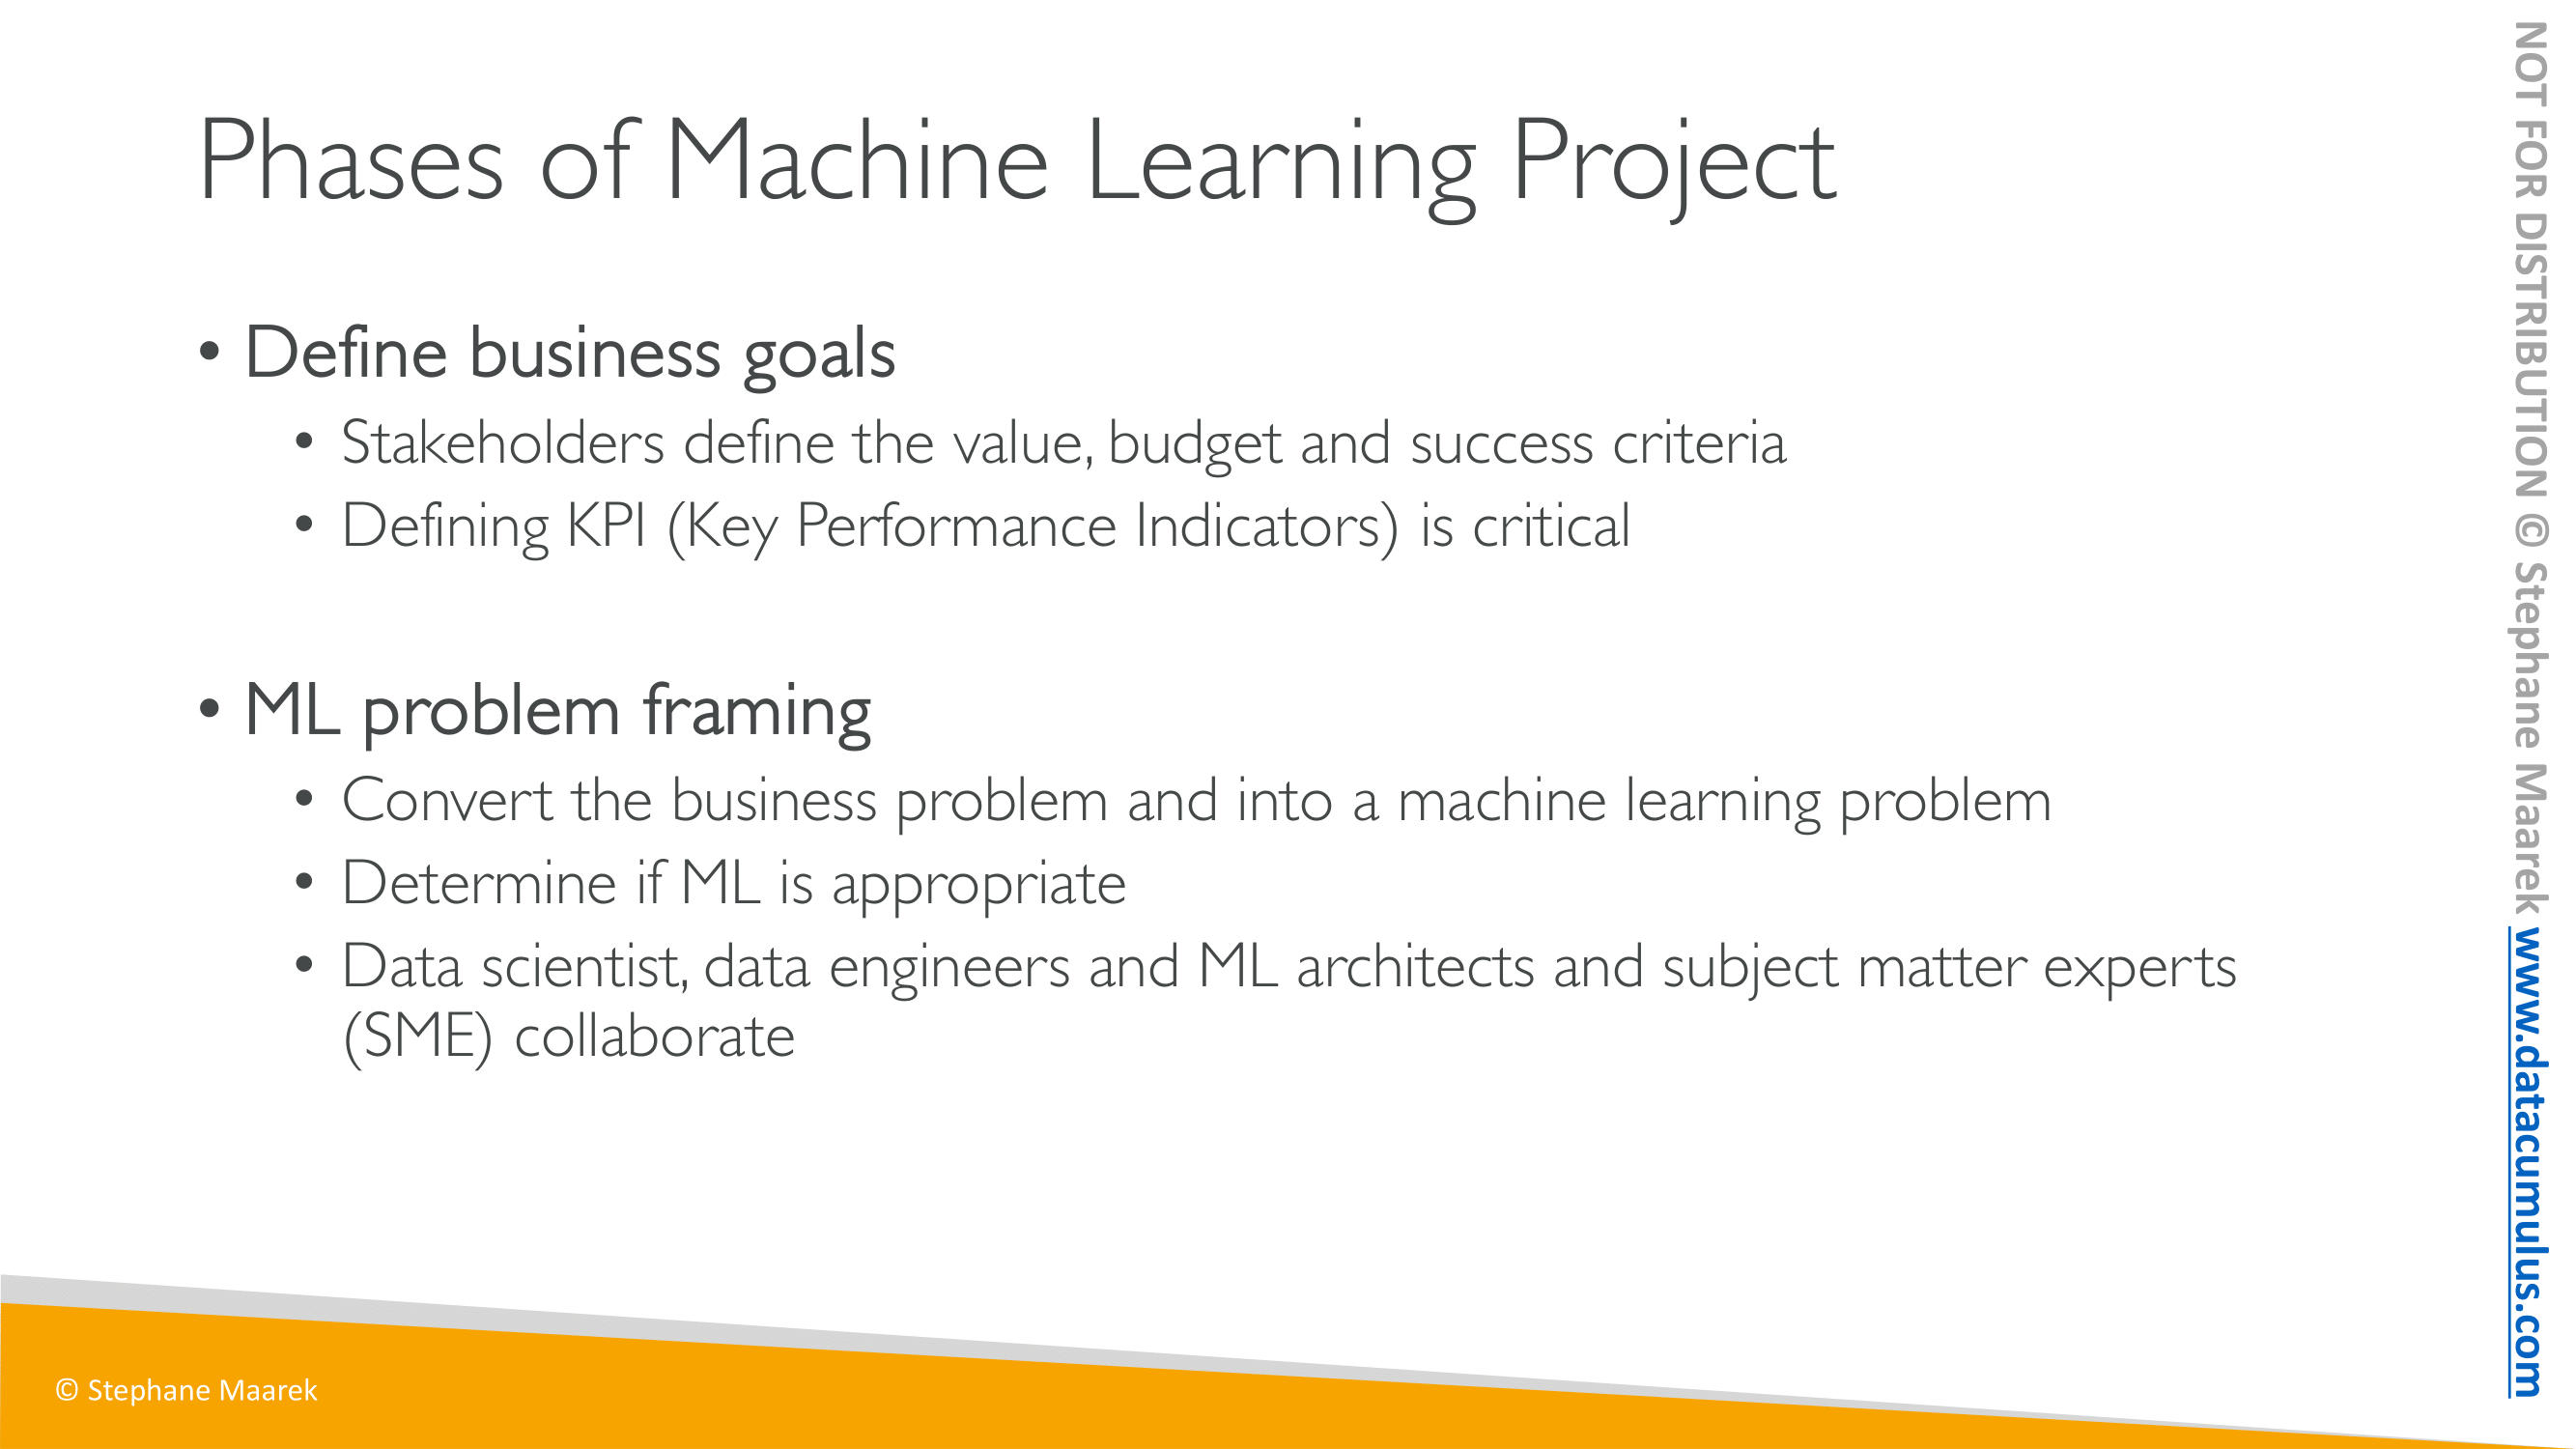 Phases of Machine Learning Project
• Define business goals
• Stakeholders define the value, budget and success criteria
• Defining KPI (Key Performance Indicators) is critical
• ML problem framing
• Convert the business problem and into a machine learning problem
• Determine if ML is appropriate
• Data scientist, data engineers and ML architects and subject matter experts
(SME) collaborate
© Stephane Maarek
NOT FOR DISTRIBUTION © Stephane Maarek www.datacumulus.com